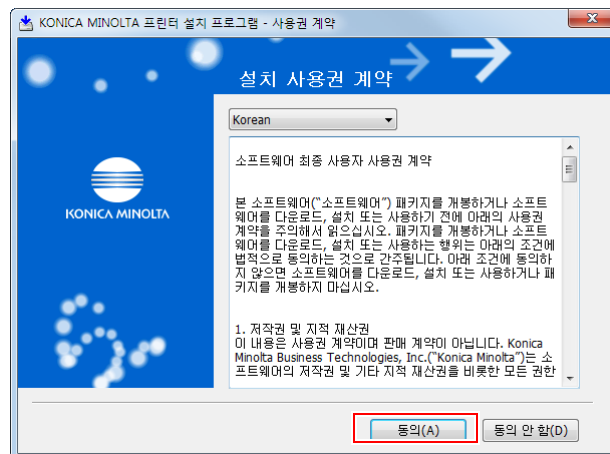 KONICA MINOLTA 프린터 설치 프로그램 - 사용권 계약
설치 사용권 계약
Korean
KONICA MINOLTA
소프트웨어 최종 사용자 사용권 계약
본 소프트웨어("소프트웨어") 패키지를 개봉하거나 소프트
웨어를 다운로드, 설치 또는 사용하기 전에 아래의 사용권
계약을 주의해서 읽으십시오. 패키지를 개봉하거나 소프트
웨어를 다운로드, 설치 또는 사용하는 행위는 아래의 조건에
법적으로 동의하는 것으로 간주됩니다. 아래 조건에 동의하
지 않으면 소프트웨어를 다운로드, 설치 또는 사용하거나 패
키지를 개봉하지 마십시오.
1. 저작권 및 지적 재산권
이 내용은 사용권 계약이며 판매 계약이 아닙니다. Konica
Minolta Business Technologies, Inc.("Konica Minolta")는 소
프트웨어의 저작권 및 기타 지적 재산권을 비롯한 모든 권한
동의(A)
동의 안 함(D)